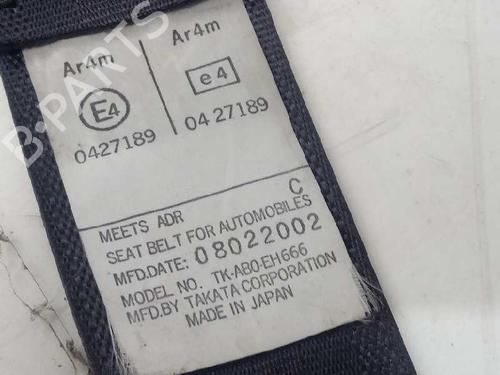 Ar4m
E4
0427189
Ar4m
e4
04 27189
C
MEETS ADR
SEAT BELT FOR AUTOMOBILES
MFD.DATE: 08022002
MODEL NO. TK-AB0-EH666
MFD.BY TAKATA CORPORATION
MADE IN JAPAN
B-PARTS